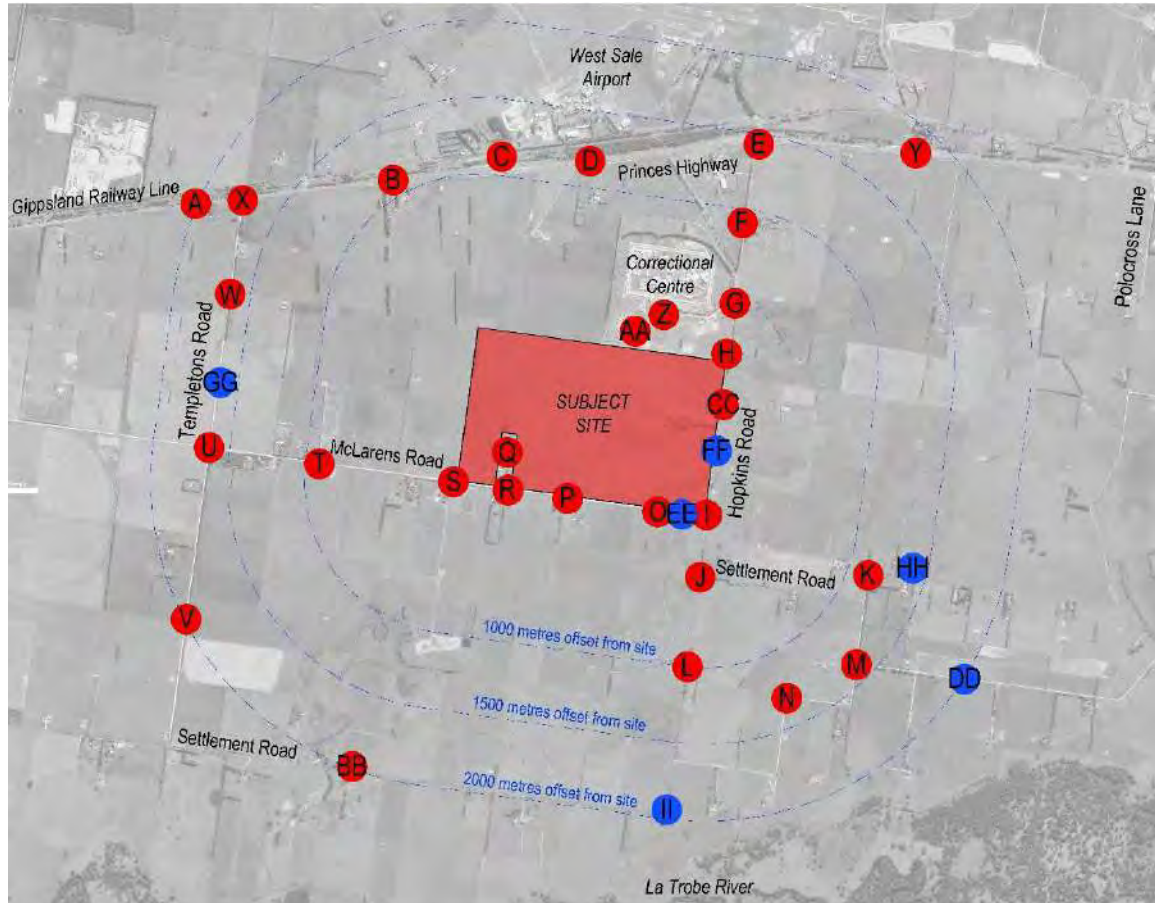 West Sale
Airport
E
C
D
Y
Princes Highway
B
Gippsland Railway Line
A
X
F
Polocross Lane
Correctional
Centre
W
G
Z
AA
H
Templetons Road
GG
CC
SUBJECT
SITE
U
McLarens Road
Q
FF
Hopkins Road
T
S
R
P
O
EE
I
J
Settlement Road
K
HH
V
1000 metres offset from site
L
M
DD
N
1500 metres offset from site
Settlement Road
BB
2000 metres offset from site
II
La Trobe River